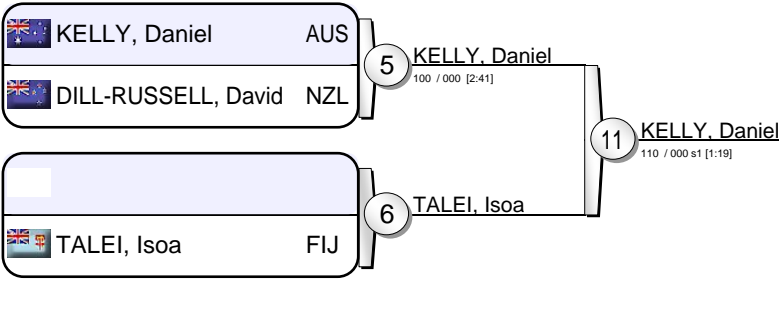 KELLY, Daniel AUS
DILL-RUSSELL, David NZL
5
KELLY, Daniel
100 / 000 [2:41]
TALEI, Isoa FIJ
6
TALEI, Isoa
11
KELLY, Daniel
110 / 000 s1 [1:19]